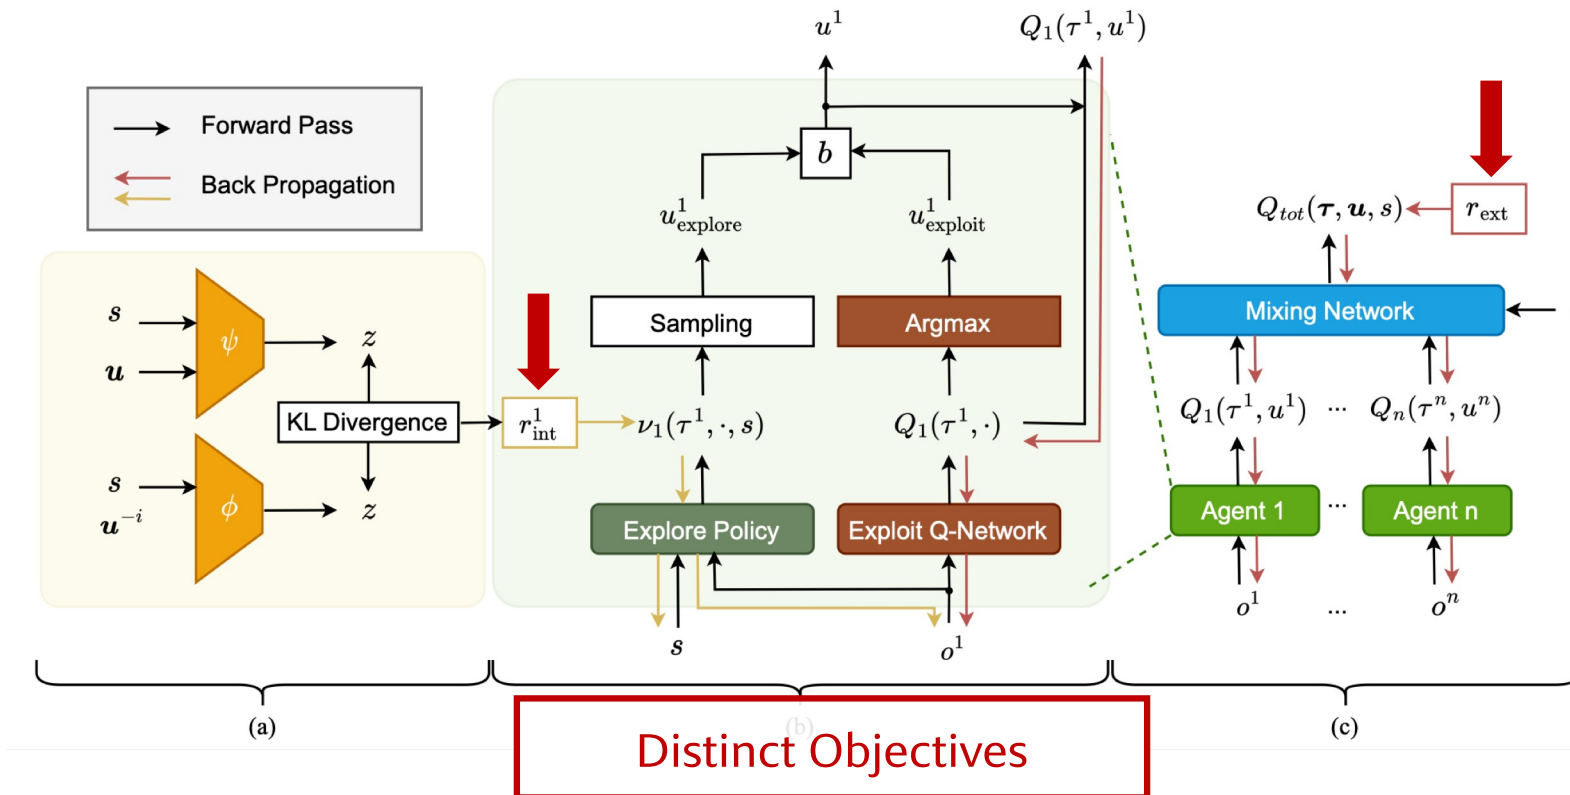 u¹
Q₁(τ¹, u¹)
Forward Pass
Back Propagation
b
u¹explore
u¹exploit
Qtot(τ, u, s)
r_ext
s
ψ
z
u
Sampling
Argmax
Mixing Network
KL Divergence
r¹int
ν₁(τ¹, ·, s)
Q₁(τ¹, ·)
Q₁(τ¹, u¹)
...
Qₙ(τⁿ, uⁿ)
s
u⁻ⁱ
ϕ
z
Explore Policy
Exploit Q-Network
Agent 1
...
Agent n
s
o¹
o¹
...
oⁿ
(a)
(b)
(c)
Distinct Objectives